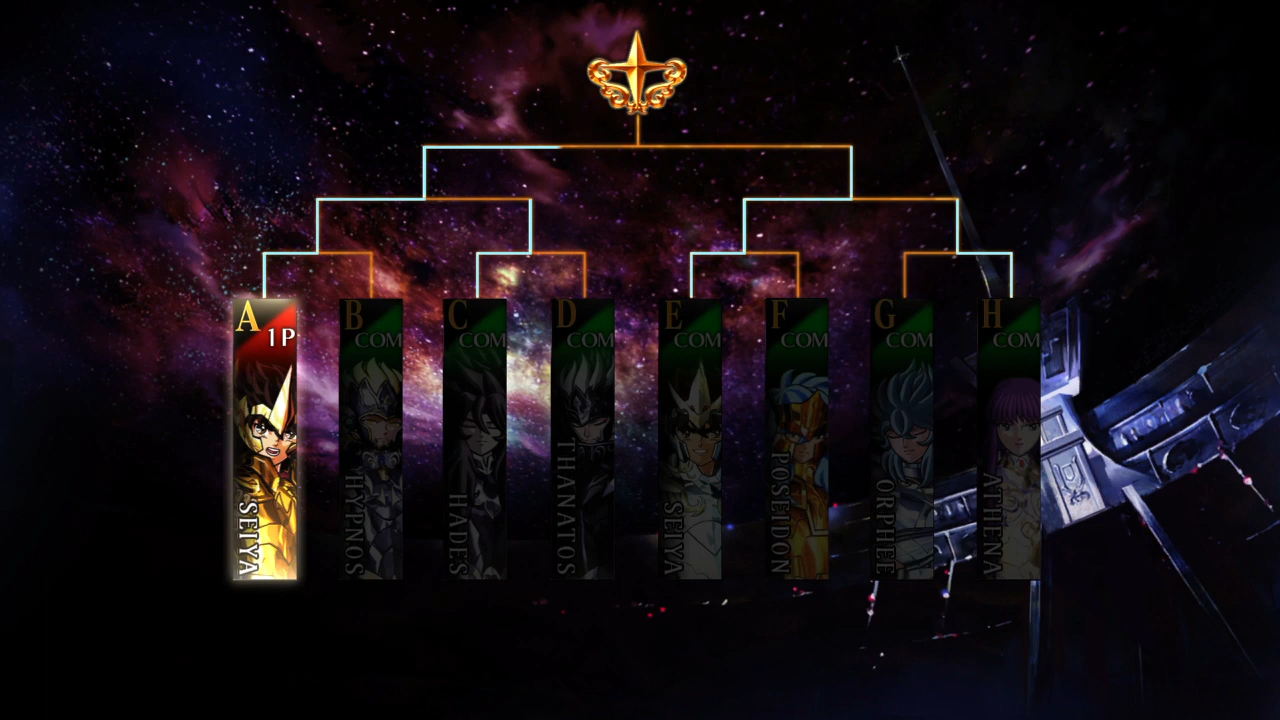 A
1P
SEIYA
B
COM
HYPNOS
C
COM
HADES
D
COM
THANATOS
E
COM
SEIYA
F
COM
POSEIDON
G
COM
ORPHEE
H
COM
ATHENA